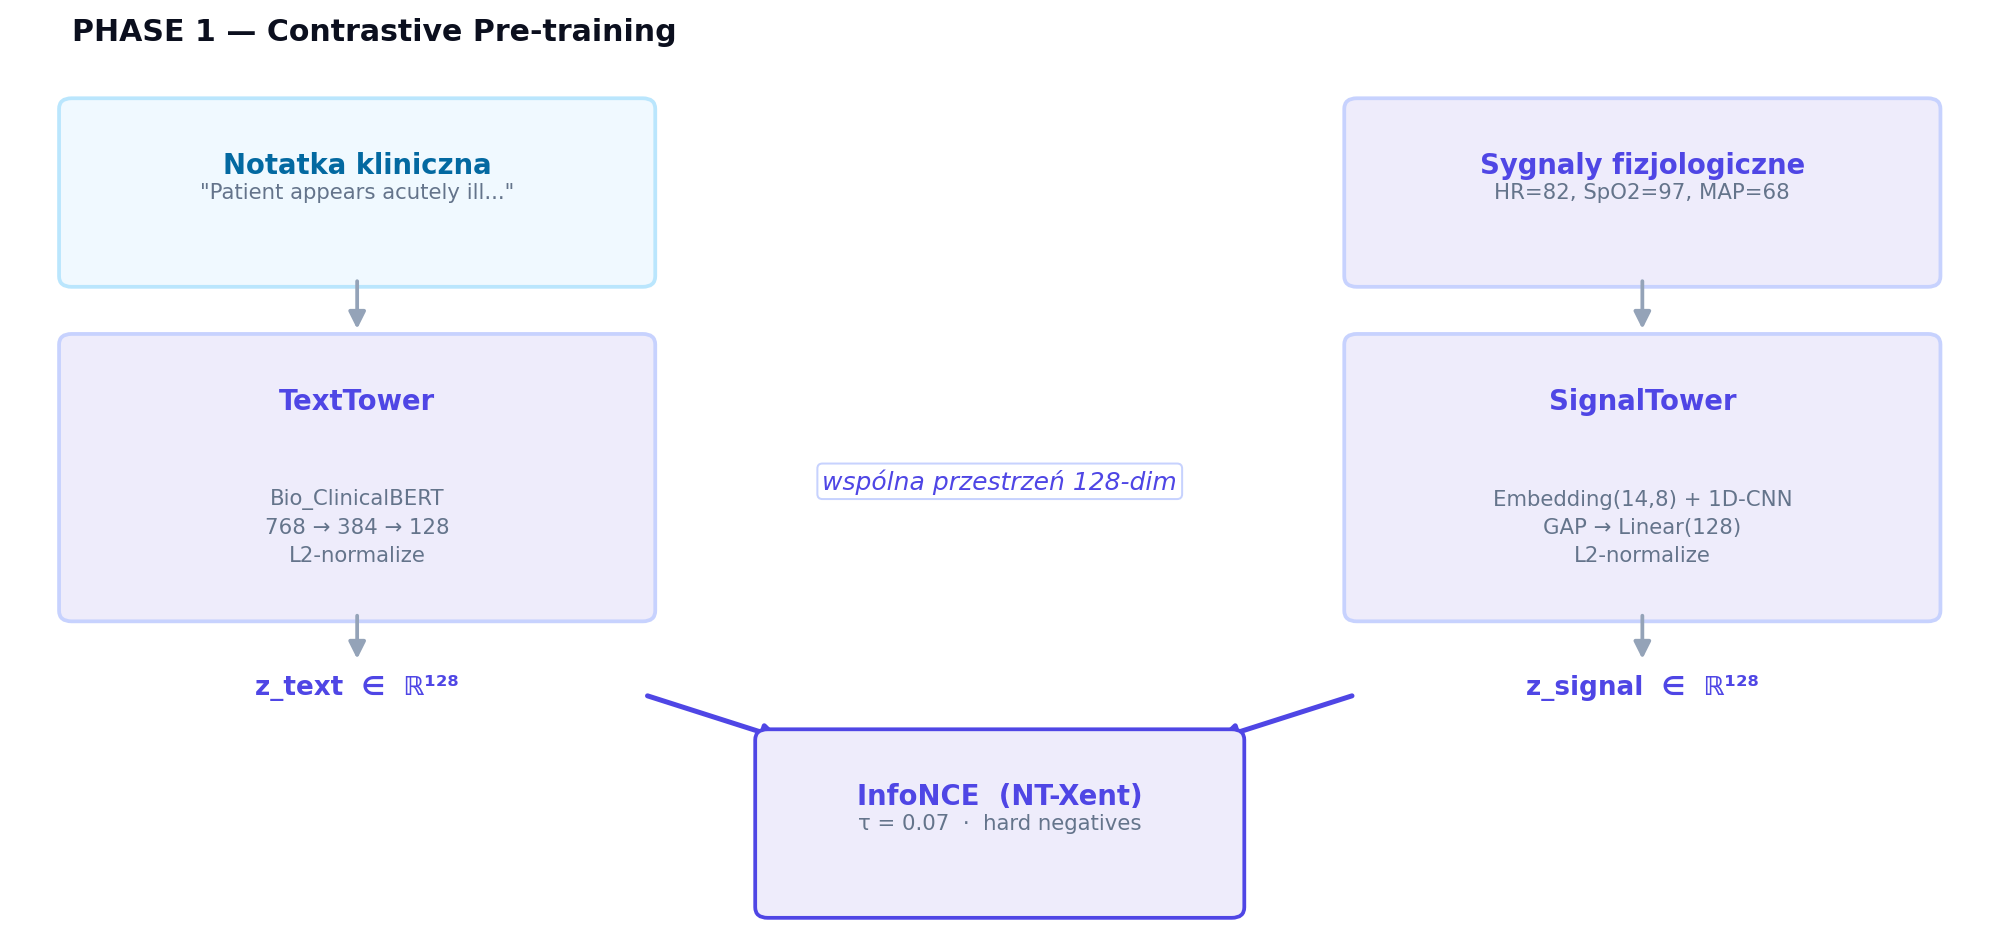 PHASE 1 — Contrastive Pre-training
Notatka kliniczna
"Patient appears acutely ill..."
Sygnaly fizjologiczne
HR=82, SpO2=97, MAP=68
TextTower
Bio_ClinicalBERT
768 → 384 → 128
L2-normalize
wspólna przestrzeń 128-dim
SignalTower
Embedding(14,8) + 1D-CNN
GAP → Linear(128)
L2-normalize
z_text ∈ ℝ¹²⁸
z_signal ∈ ℝ¹²⁸
InfoNCE (NT-Xent)
τ = 0.07 · hard negatives